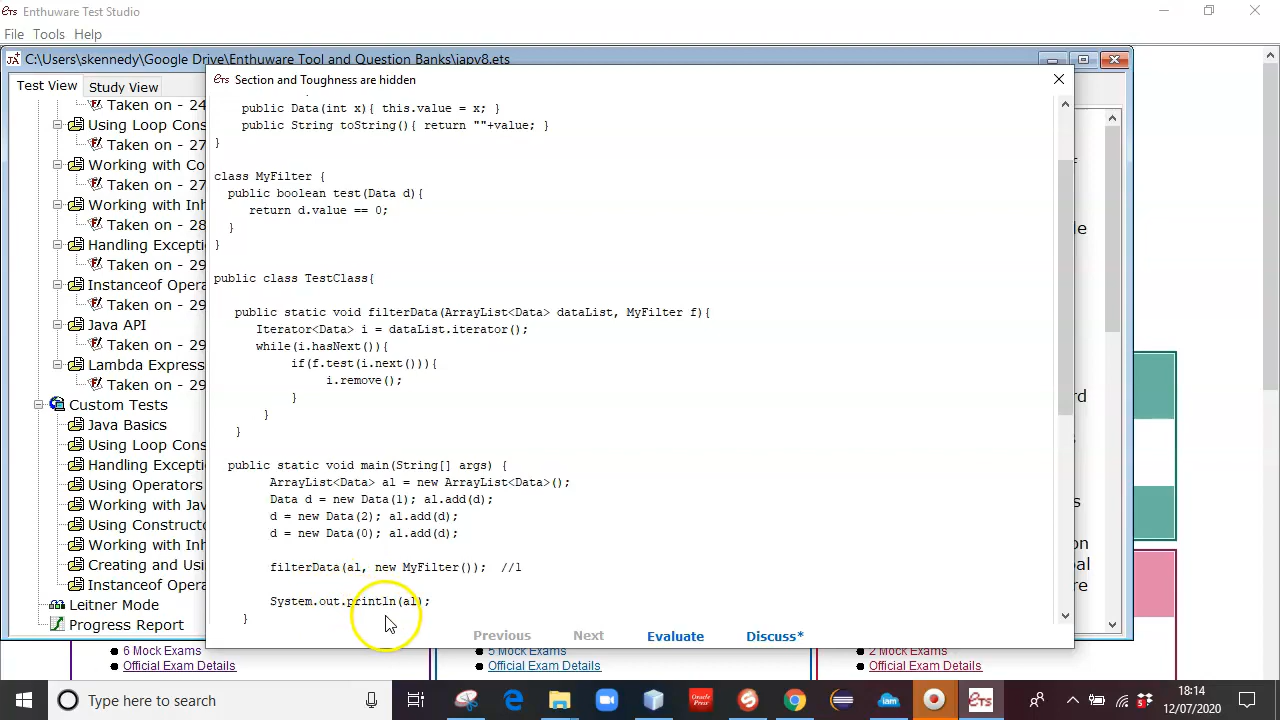 Enthuware Test Studio
File Tools Help
C:\Users\skennedy\Google Drive\Enthuware Tool and Question Banks\iapv8.ets
Test View Study View
Taken on - 24
Using Loop Cons
Taken on - 27
Working with Co
Taken on - 27
Working with Inh
Taken on - 28
Handling Excepti
Taken on - 29
Instanceof Opera
Taken on - 29
Java API
Taken on - 29
Lambda Express
Taken on - 29
Custom Tests
Java Basics
Using Loop Cons
Handling Exceptio
Using Operators
Working with Jav
Using Constructo
Working with Inh
Creating and Usi
Instanceof Opera
Leitner Mode
Progress Report
Section and Toughness are hidden
public Data(int x){ this.value = x; }
public String toString(){ return ""+value; }
}
class MyFilter {
public boolean test(Data d){
return d.value == 0;
}
}
public class TestClass{
public static void filterData(ArrayList<Data> dataList, MyFilter f){
Iterator<Data> i = dataList.iterator();
while(i.hasNext()){
if(f.test(i.next())){
i.remove();
}
}
}
public static void main(String[] args) {
ArrayList<Data> al = new ArrayList<Data>();
Data d = new Data(1); al.add(d);
d = new Data(2); al.add(d);
d = new Data(0); al.add(d);
filterData(al, new MyFilter()); //1
System.out.println(al);
}
Previous Next Evaluate Discuss*
6 Mock Exams
Official Exam Details
5 Mock Exams
Official Exam Details
2 Mock Exams
Official Exam Details
Type here to search
18:14
12/07/2020